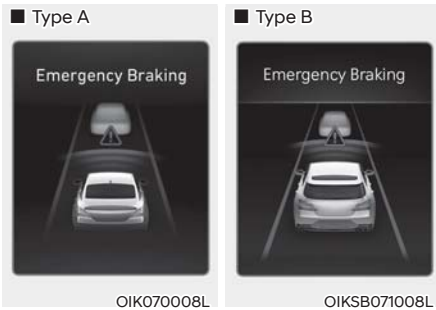 ■ Type A
Emergency Braking
OIK070008L
■ Type B
Emergency Braking
OIKSB071008L